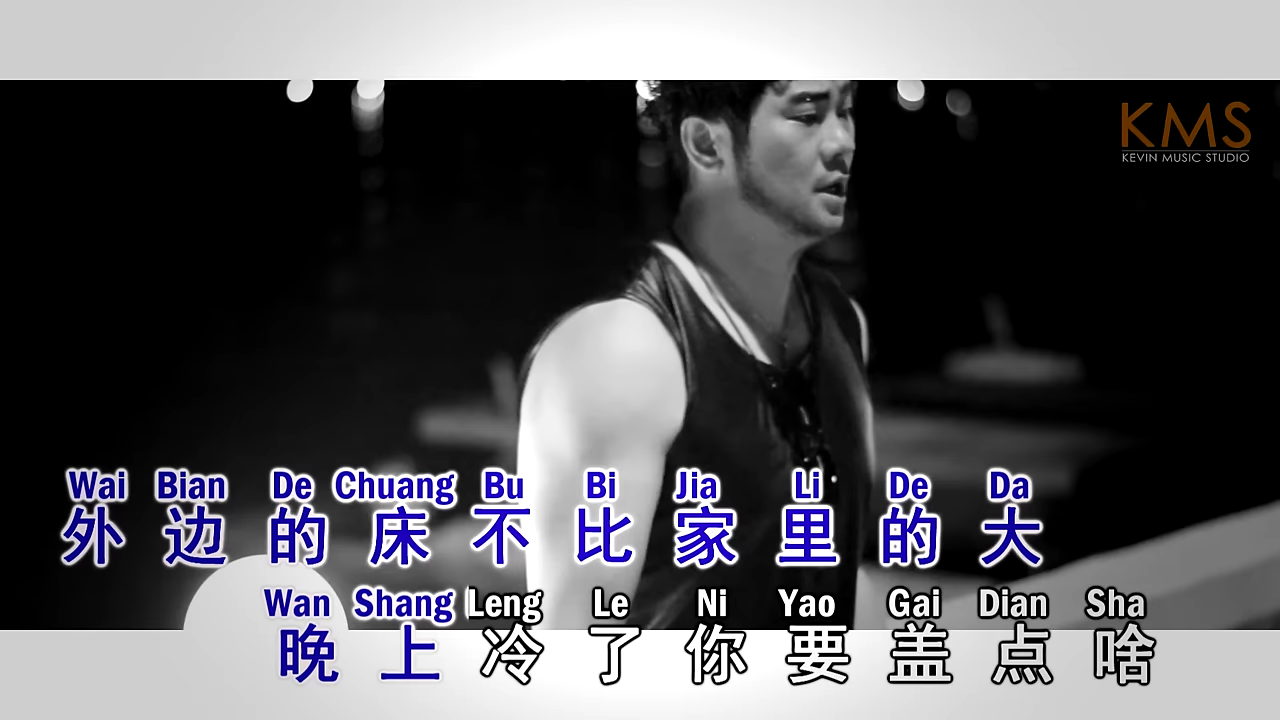 KMS
KEVIN MUSIC STUDIO
Wai Bian De Chuang Bu Bi Jia Li De Da
外边的床不比家里的大
Wan Shang Leng Le Ni Yao Gai Dian Sha
晚上冷了你要盖点啥